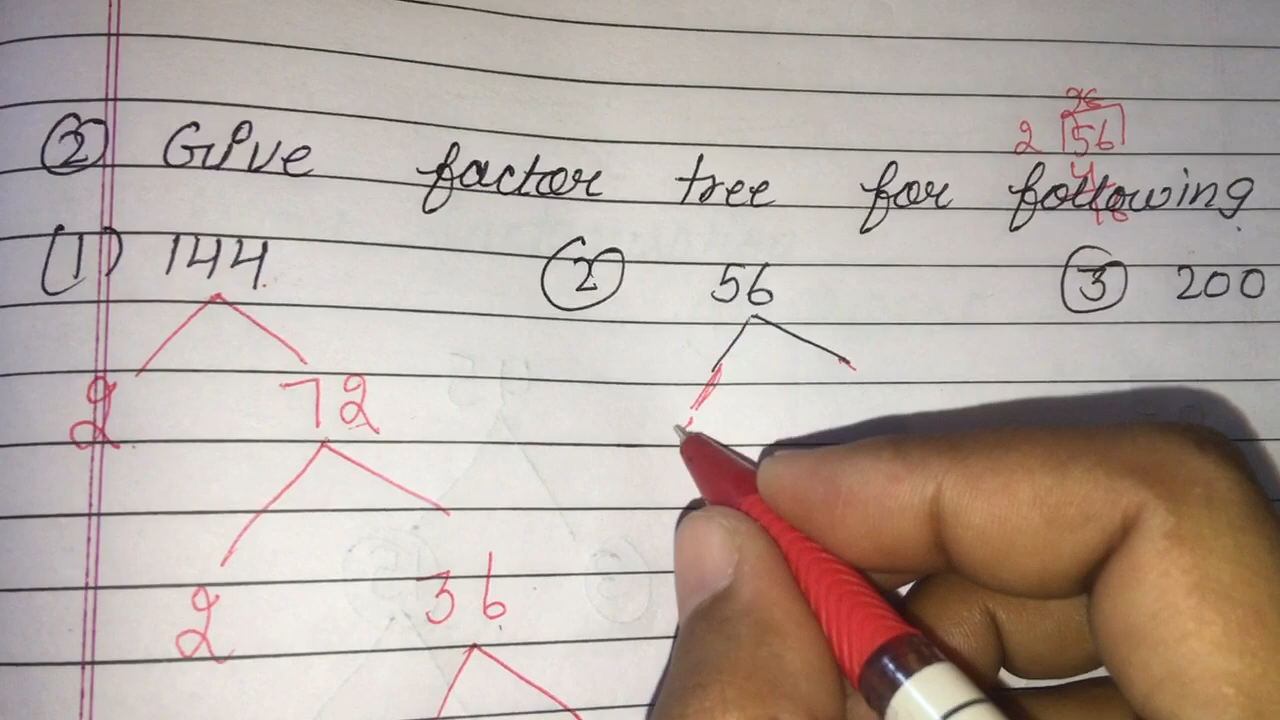 ② Give factor tree for following
(1) 144 ② 56 ③ 200
2 72
2 36
2 56